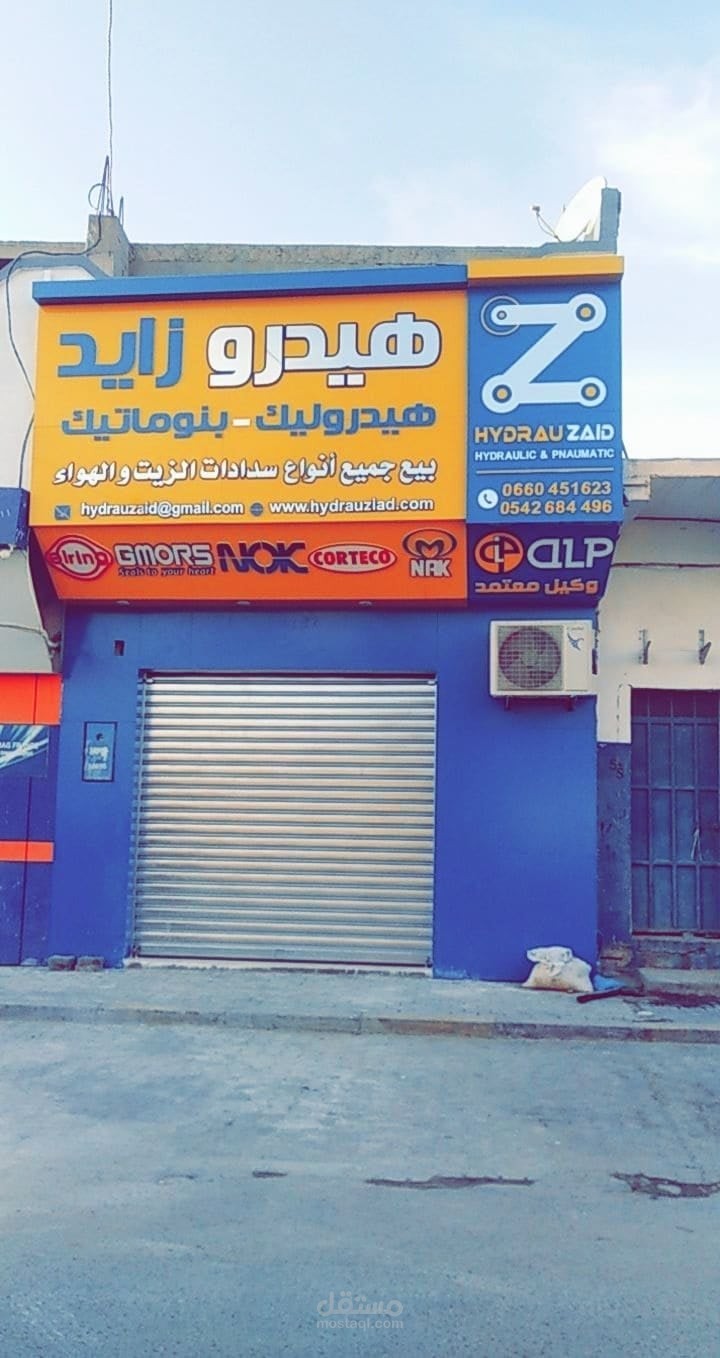 هيدرو زايد
هيدروليك - بنوماتيك
بيع جميع أنواع سدادات الزيت والهواء
hydrauzaid@gmail.com www.hydrauziad.com
HYDRAU ZAID
HYDRAULIC & PNAUMATIC
0660 451623
0542 684 496
elring GMORS NOK CORTECO NAK
Seals to your heart
CLP
وكيل معتمد
مستقل
mostaql.com